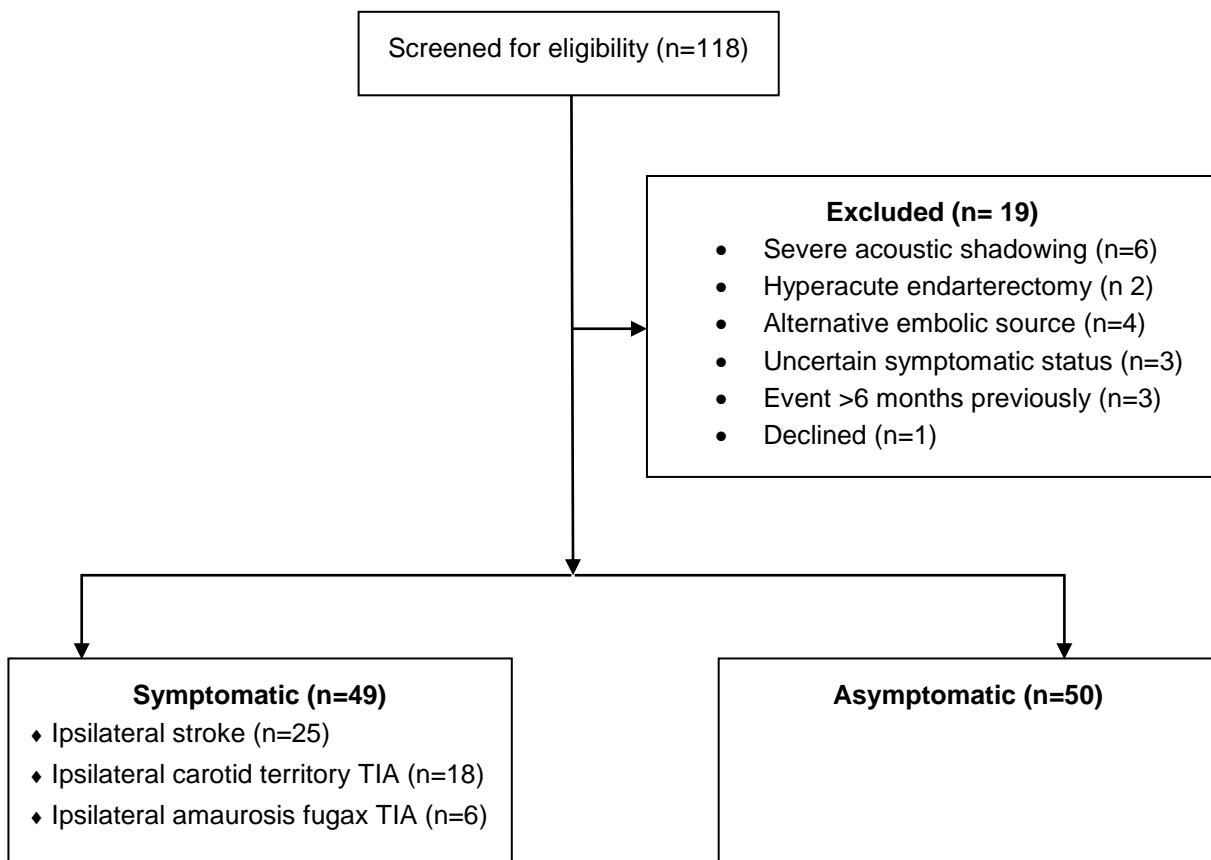 Screened for eligibility (n=118)
Excluded (n= 19)
• Severe acoustic shadowing (n=6)
• Hyperacute endarterectomy (n 2)
• Alternative embolic source (n=4)
• Uncertain symptomatic status (n=3)
• Event >6 months previously (n=3)
• Declined (n=1)
Symptomatic (n=49)
♦ Ipsilateral stroke (n=25)
♦ Ipsilateral carotid territory TIA (n=18)
♦ Ipsilateral amaurosis fugax TIA (n=6)
Asymptomatic (n=50)